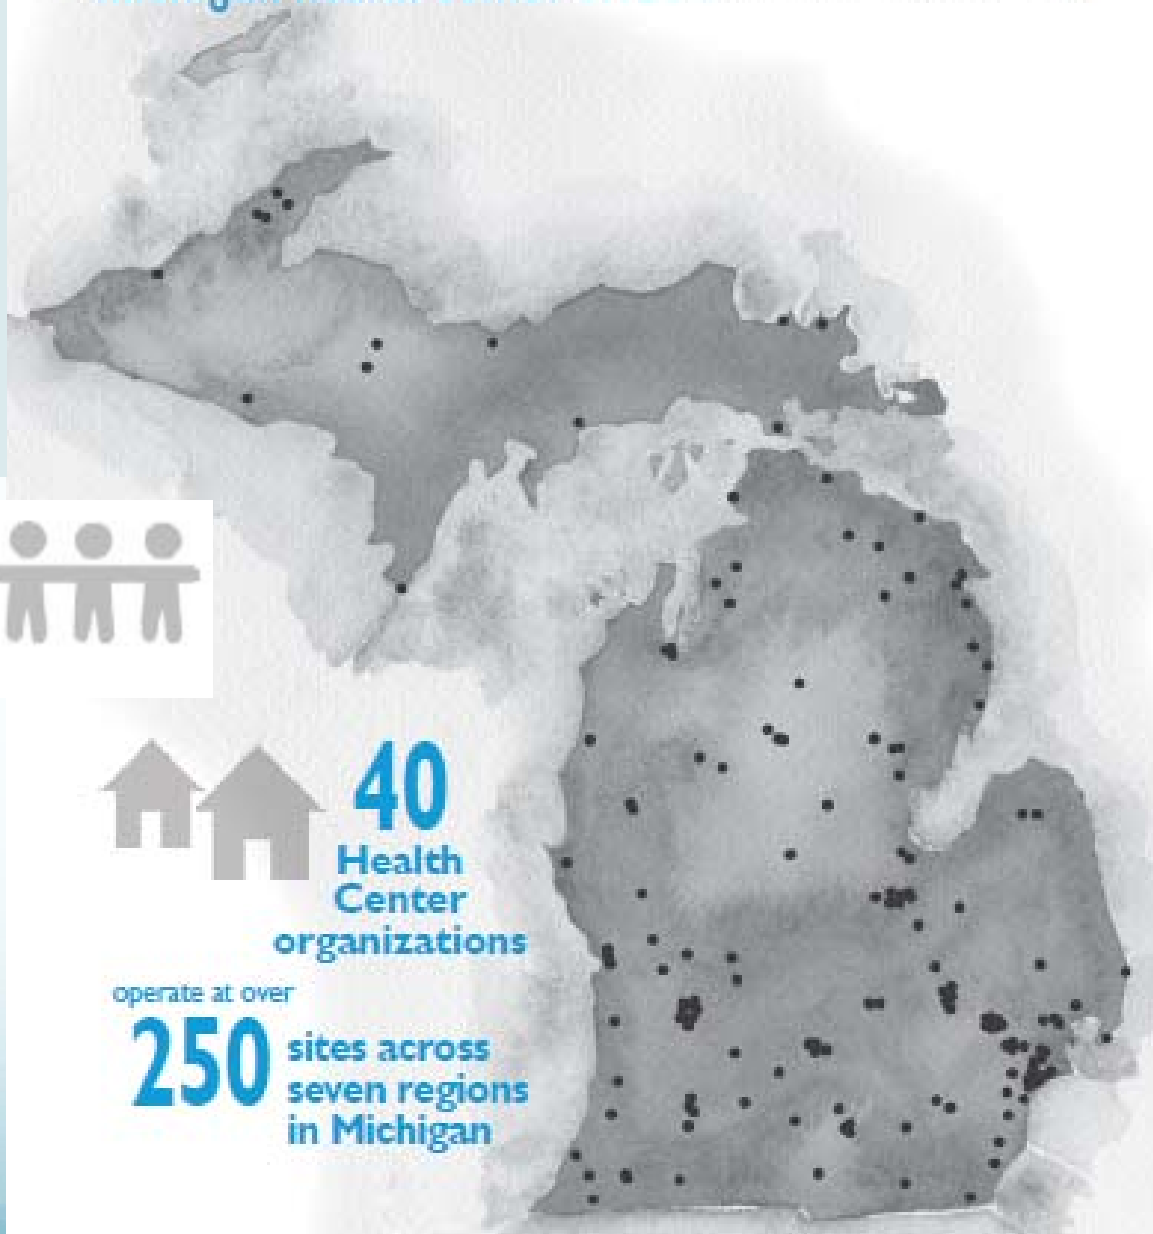 40
Health
Center
organizations
operate at over
250
sites across
seven regions
in Michigan